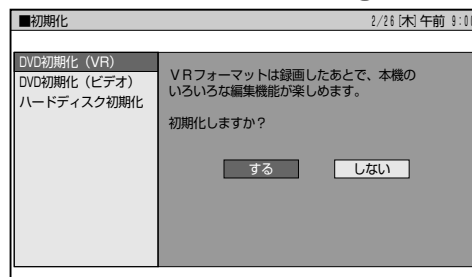 ■初期化 2/26[木]午前 9:00
DVD初期化（VR）
DVD初期化（ビデオ）
ハードディスク初期化
ＶＲフォーマットは録画したあとで、本機の
いろいろな編集機能が楽しめます。
初期化しますか？
する しない